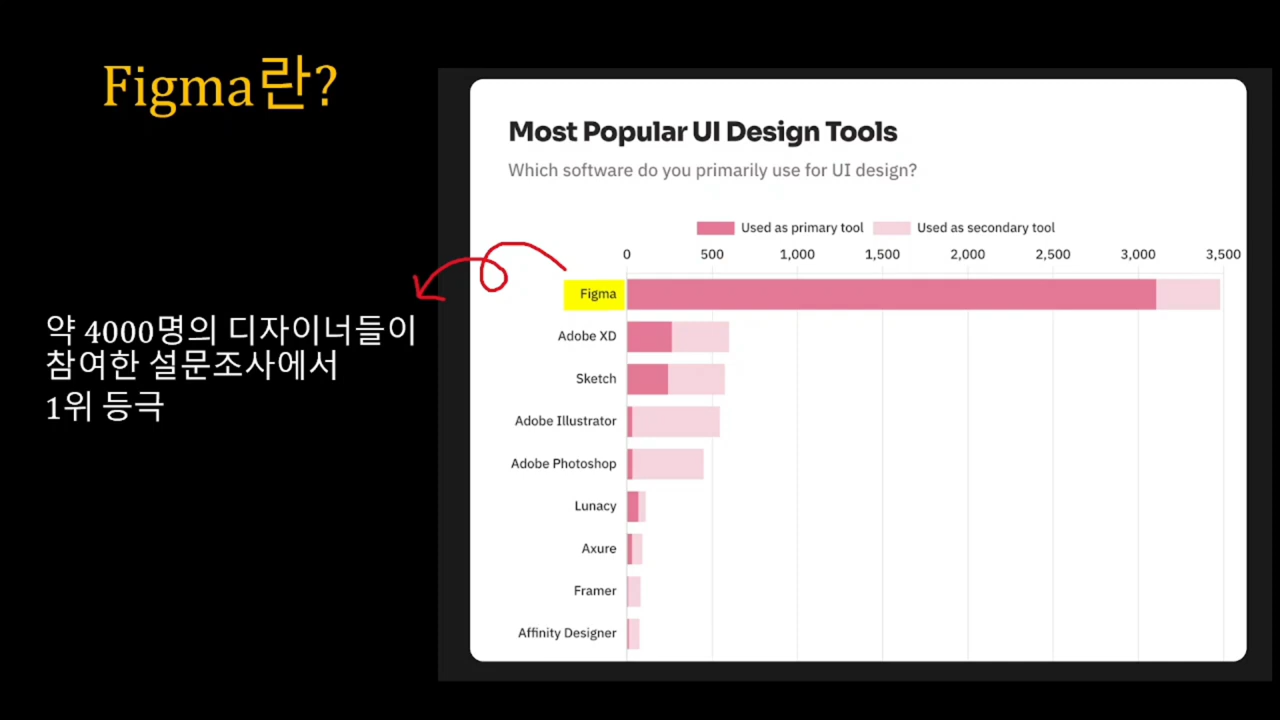 Figma란?
약 4000명의 디자이너들이
참여한 설문조사에서
1위 등극
Most Popular UI Design Tools
Which software do you primarily use for UI design?
Used as primary tool Used as secondary tool
0 500 1,000 1,500 2,000 2,500 3,000 3,500
Figma
Adobe XD
Sketch
Adobe Illustrator
Adobe Photoshop
Lunacy
Axure
Framer
Affinity Designer